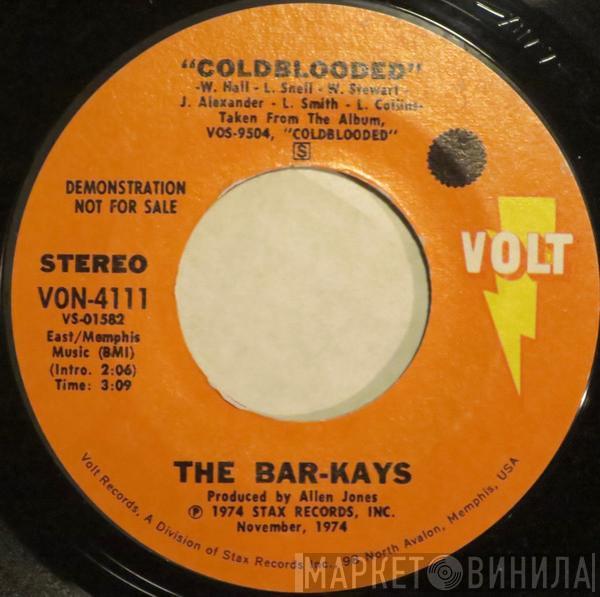 "COLDBLOODED"
-W. Hall - L. Snell - W. Stewart -
J. Alexander - L. Smith - L. Collins-
Taken From The Album,
VOS-9504, "COLDBLOODED"
S
DEMONSTRATION
NOT FOR SALE
STEREO
VON-4111
VS-01582
East/Memphis
Music (BMI)
(Intro. 2:06)
Time: 3:09
VOLT
THE BAR-KAYS
Produced by Allen Jones
℗ 1974 STAX RECORDS, INC.
November, 1974
Volt Records, A Division of Stax Records Inc., 98 North Avalon, Memphis, USA
МАРКЕТ ВИНИЛА